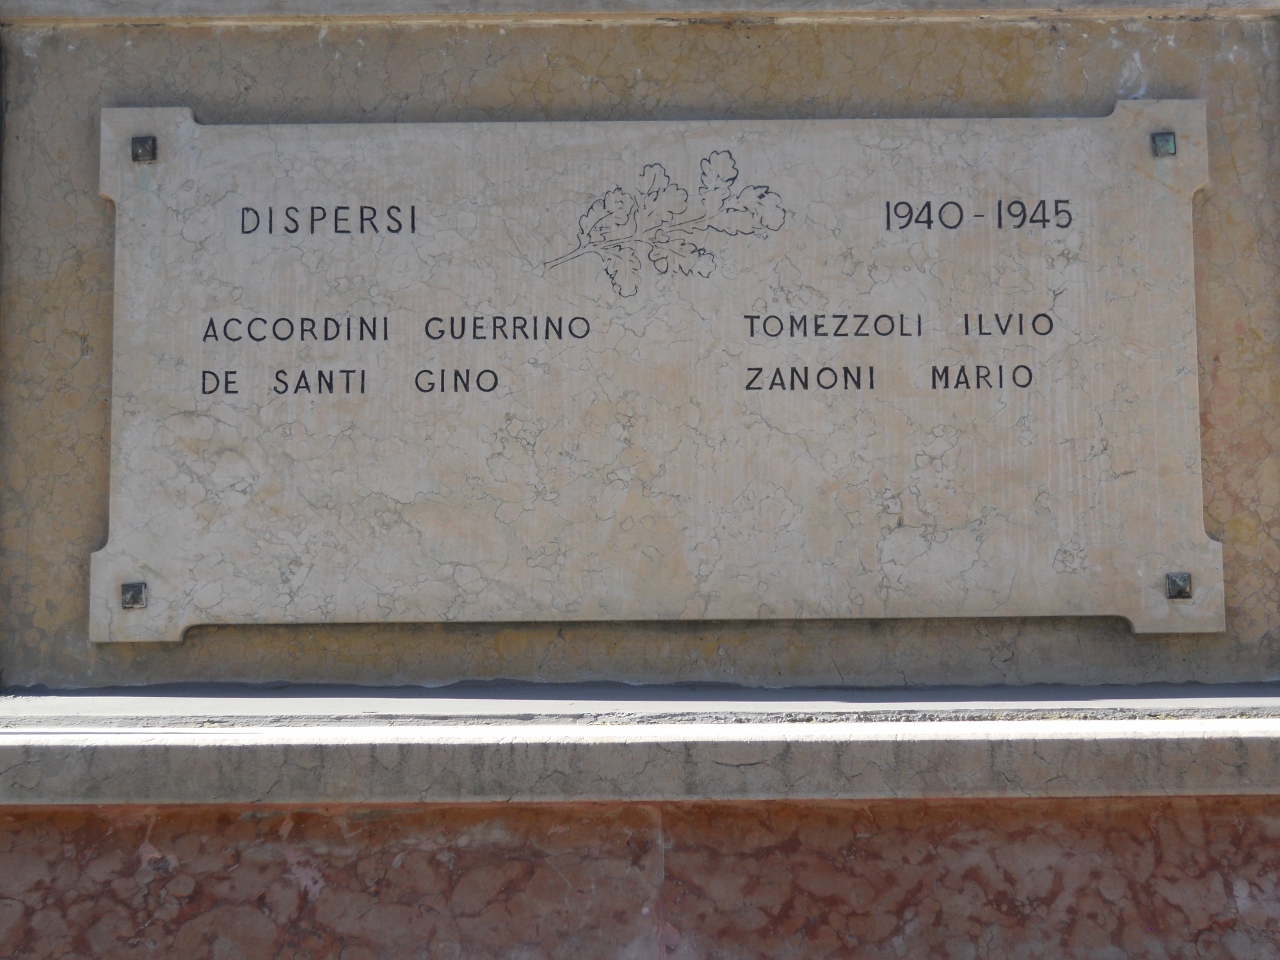 DISPERSI 1940-1945
ACCORDINI GUERRINO TOMEZZOLI ILVIO
DE SANTI GINO ZANONI MARIO